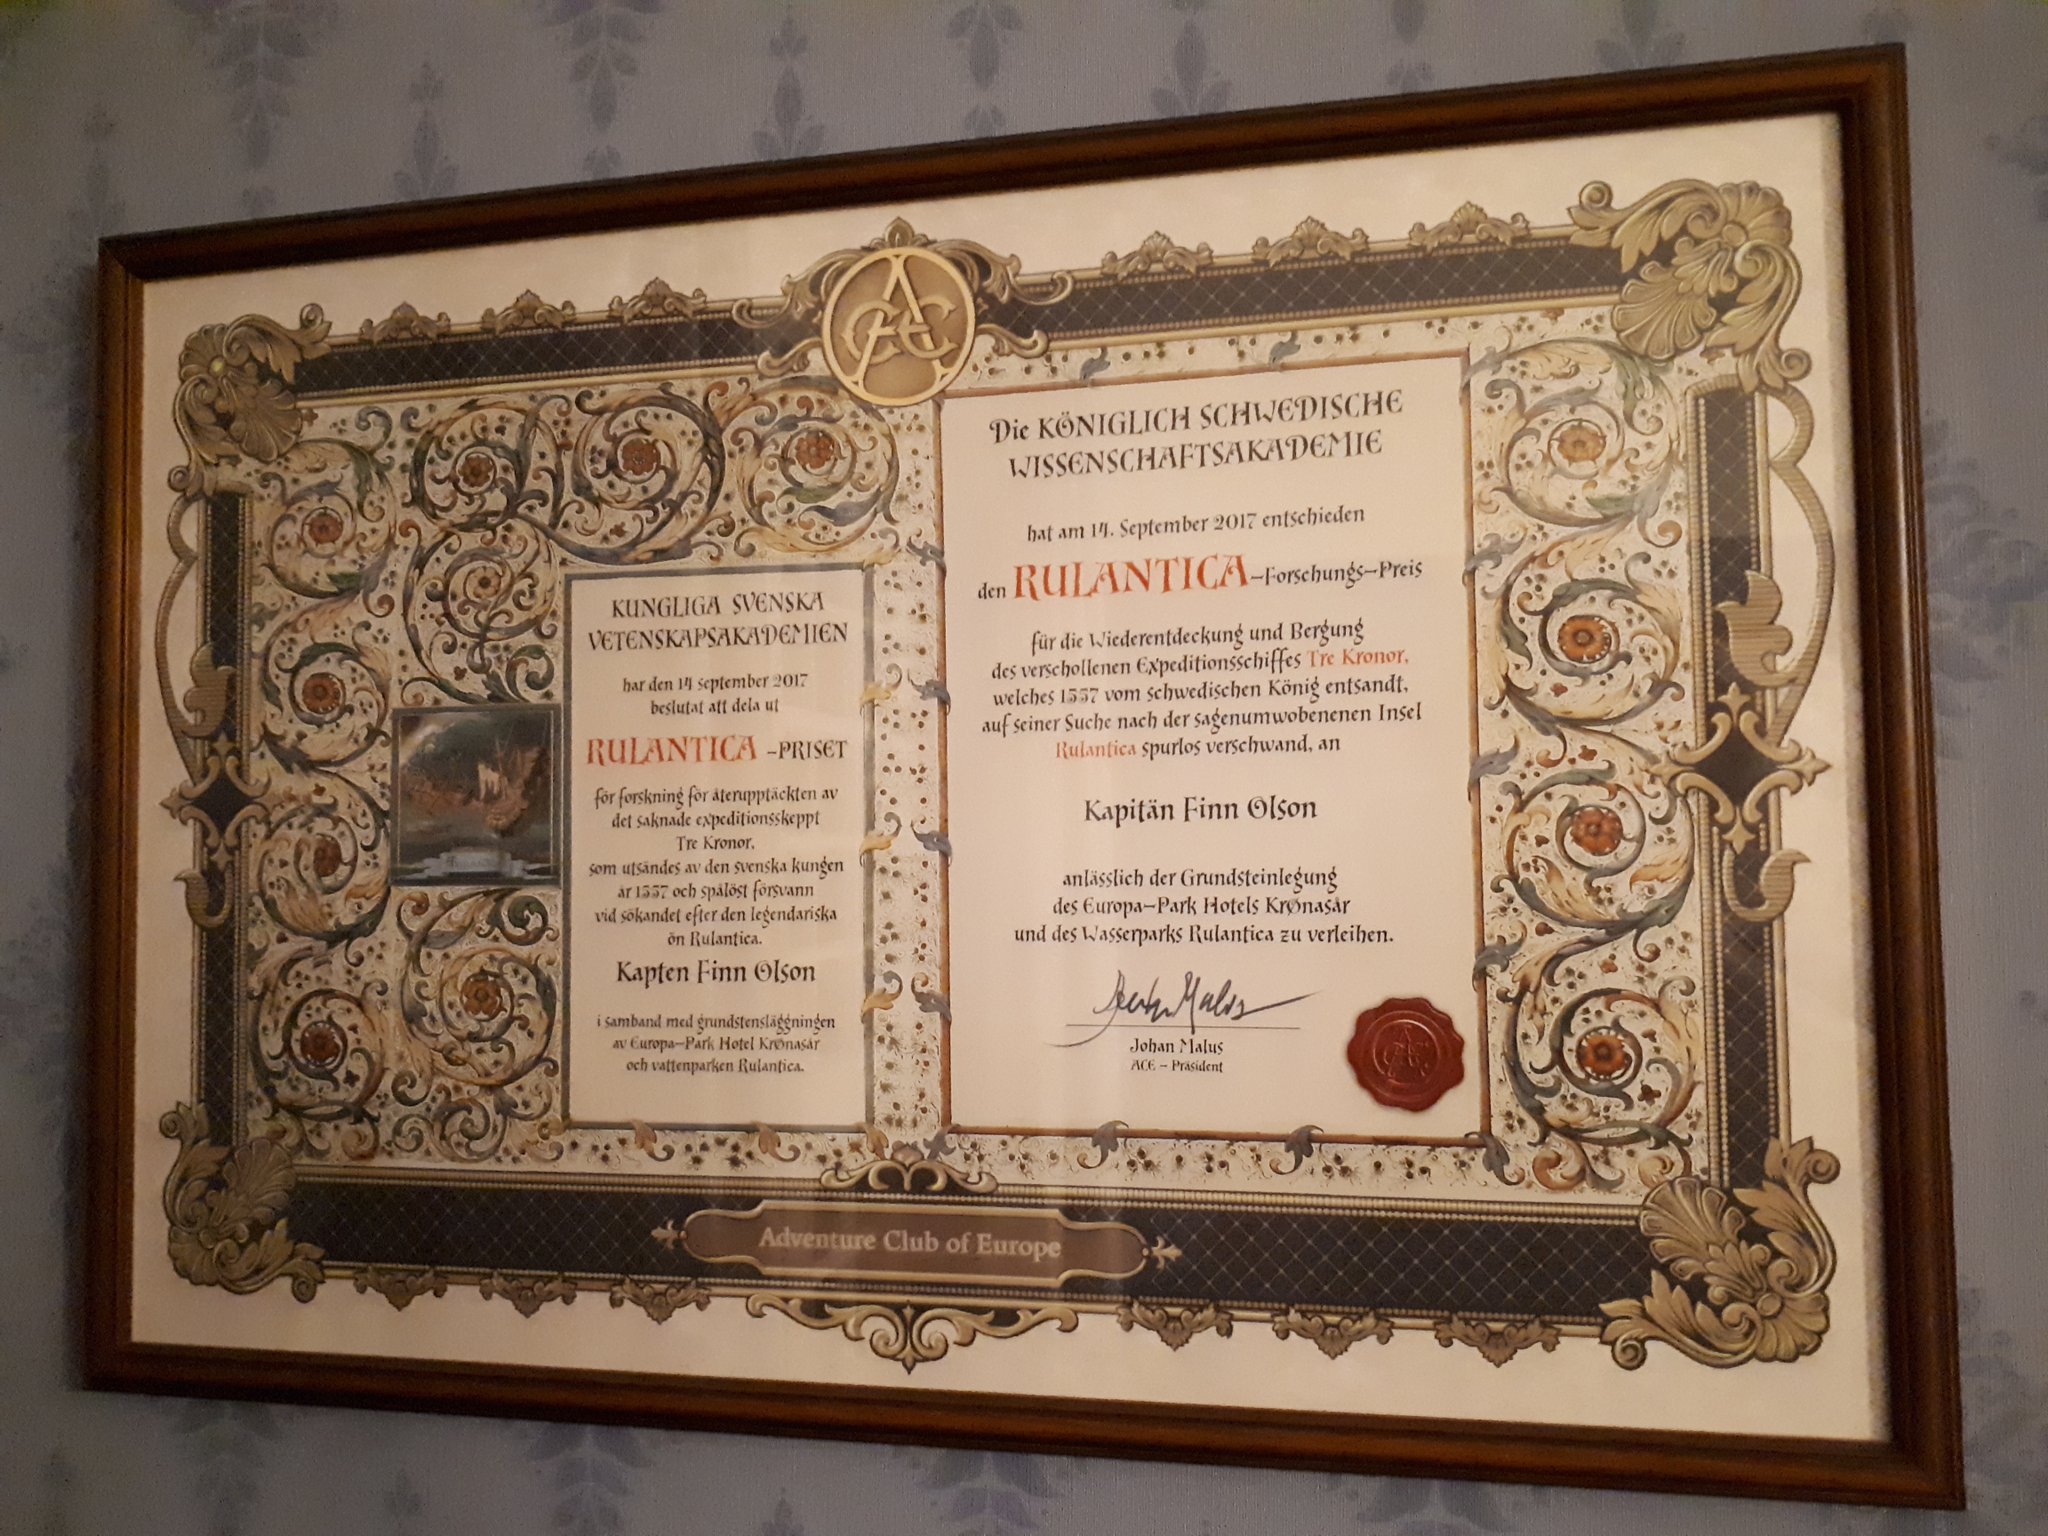 KUNGLIGA SVENSKA
VETENSKAPSAKADEMIEN
har den 14 september 2017
beslutat att dela ut
RULANTICA -PRISET
för forskning för återupptäckten av
det saknade expeditionsskeppt
Tre Kronor,
som utsändes av den svenska kungen
år 1337 och spålöst försvann
vid sökandet efter den legendariska
ön Rulantica.
Kapten Finn Olson
i samband med grundstensläggningen
av Europa-Park Hotel Krønasår
och vattenparken Rulantica.
Die KÖNIGLICH SCHWEDISCHE
WISSENSCHAFTSAKADEMIE
hat am 14. September 2017 entschieden
den RULANTICA-Forschungs-Preis
für die Wiederentdeckung und Bergung
des verschollenen Expeditionsschiffes Tre Kronor,
welches 1337 vom schwedischen König entsandt,
auf seiner Suche nach der sagenumwobenenen Insel
Rulantica spurlos verschwand, an
Kapitän Finn Olson
anlässlich der Grundsteinlegung
des Europa-Park Hotels Krønasår
und des Wasserparks Rulantica zu verleihen.
Johan Malus
ACE - Präsident
Adventure Club of Europe